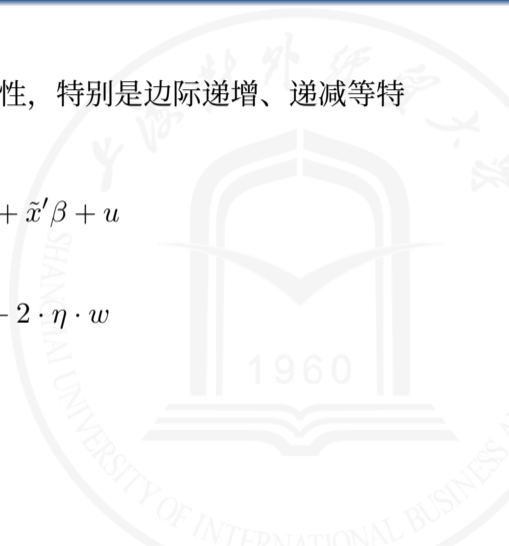 性，特别是边际递增、递减等特
+ x̃′β + u
− 2 · η · w
1960
SHANGHAI UNIVERSITY OF INTERNATIONAL BUSINESS